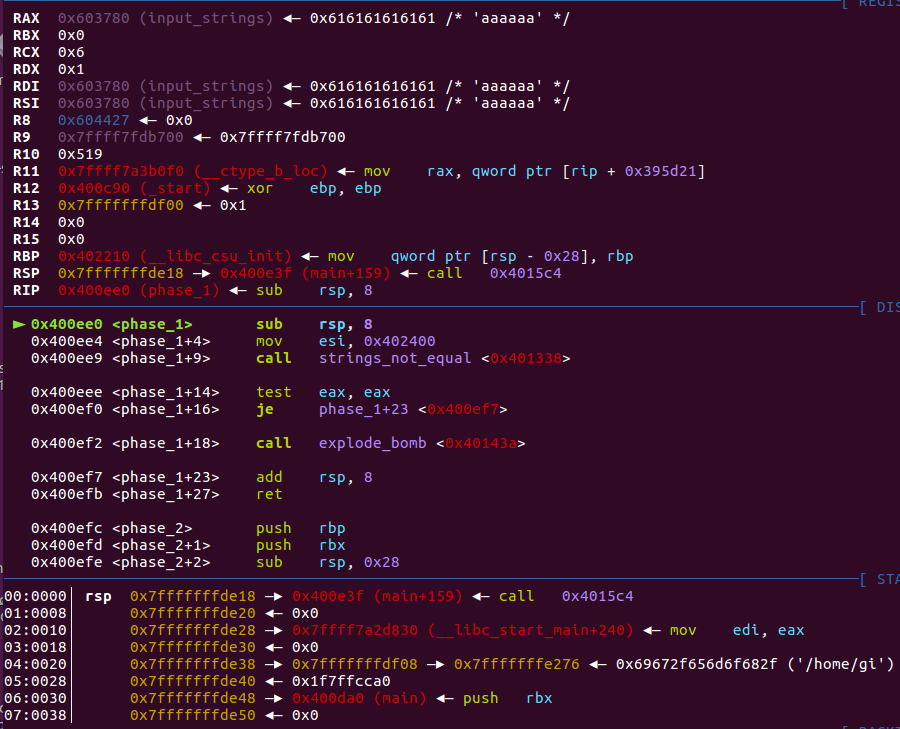 [ REGIS
RAX 0x603780 (input_strings) ◂— 0x616161616161 /* 'aaaaaa' */
RBX 0x0
RCX 0x6
RDX 0x1
RDI 0x603780 (input_strings) ◂— 0x616161616161 /* 'aaaaaa' */
RSI 0x603780 (input_strings) ◂— 0x616161616161 /* 'aaaaaa' */
R8 0x604427 ◂— 0x0
R9 0x7ffff7fdb700 ◂— 0x7ffff7fdb700
R10 0x519
R11 0x7ffff7a3b0f0 (__ctype_b_loc) ◂— mov rax, qword ptr [rip + 0x395d21]
R12 0x400c90 (_start) ◂— xor ebp, ebp
R13 0x7fffffffdf00 ◂— 0x1
R14 0x0
R15 0x0
RBP 0x402210 (__libc_csu_init) ◂— mov qword ptr [rsp - 0x28], rbp
RSP 0x7fffffffde18 —▸ 0x400e3f (main+159) ◂— call 0x4015c4
RIP 0x400ee0 (phase_1) ◂— sub rsp, 8
[ DIS
► 0x400ee0 <phase_1> sub rsp, 8
0x400ee4 <phase_1+4> mov esi, 0x402400
0x400ee9 <phase_1+9> call strings_not_equal <0x401338>
0x400eee <phase_1+14> test eax, eax
0x400ef0 <phase_1+16> je phase_1+23 <0x400ef7>
0x400ef2 <phase_1+18> call explode_bomb <0x40143a>
0x400ef7 <phase_1+23> add rsp, 8
0x400efb <phase_1+27> ret
0x400efc <phase_2> push rbp
0x400efd <phase_2+1> push rbx
0x400efe <phase_2+2> sub rsp, 0x28
[ STA
00:0000│ rsp 0x7fffffffde18 —▸ 0x400e3f (main+159) ◂— call 0x4015c4
01:0008│ 0x7fffffffde20 ◂— 0x0
02:0010│ 0x7fffffffde28 —▸ 0x7ffff7a2d830 (__libc_start_main+240) ◂— mov edi, eax
03:0018│ 0x7fffffffde30 ◂— 0x0
04:0020│ 0x7fffffffde38 —▸ 0x7fffffffdf08 —▸ 0x7fffffffe276 ◂— 0x69672f656d6f682f ('/home/gi')
05:0028│ 0x7fffffffde40 ◂— 0x1f7ffcca0
06:0030│ 0x7fffffffde48 —▸ 0x400da0 (main) ◂— push rbx
07:0038│ 0x7fffffffde50 ◂— 0x0